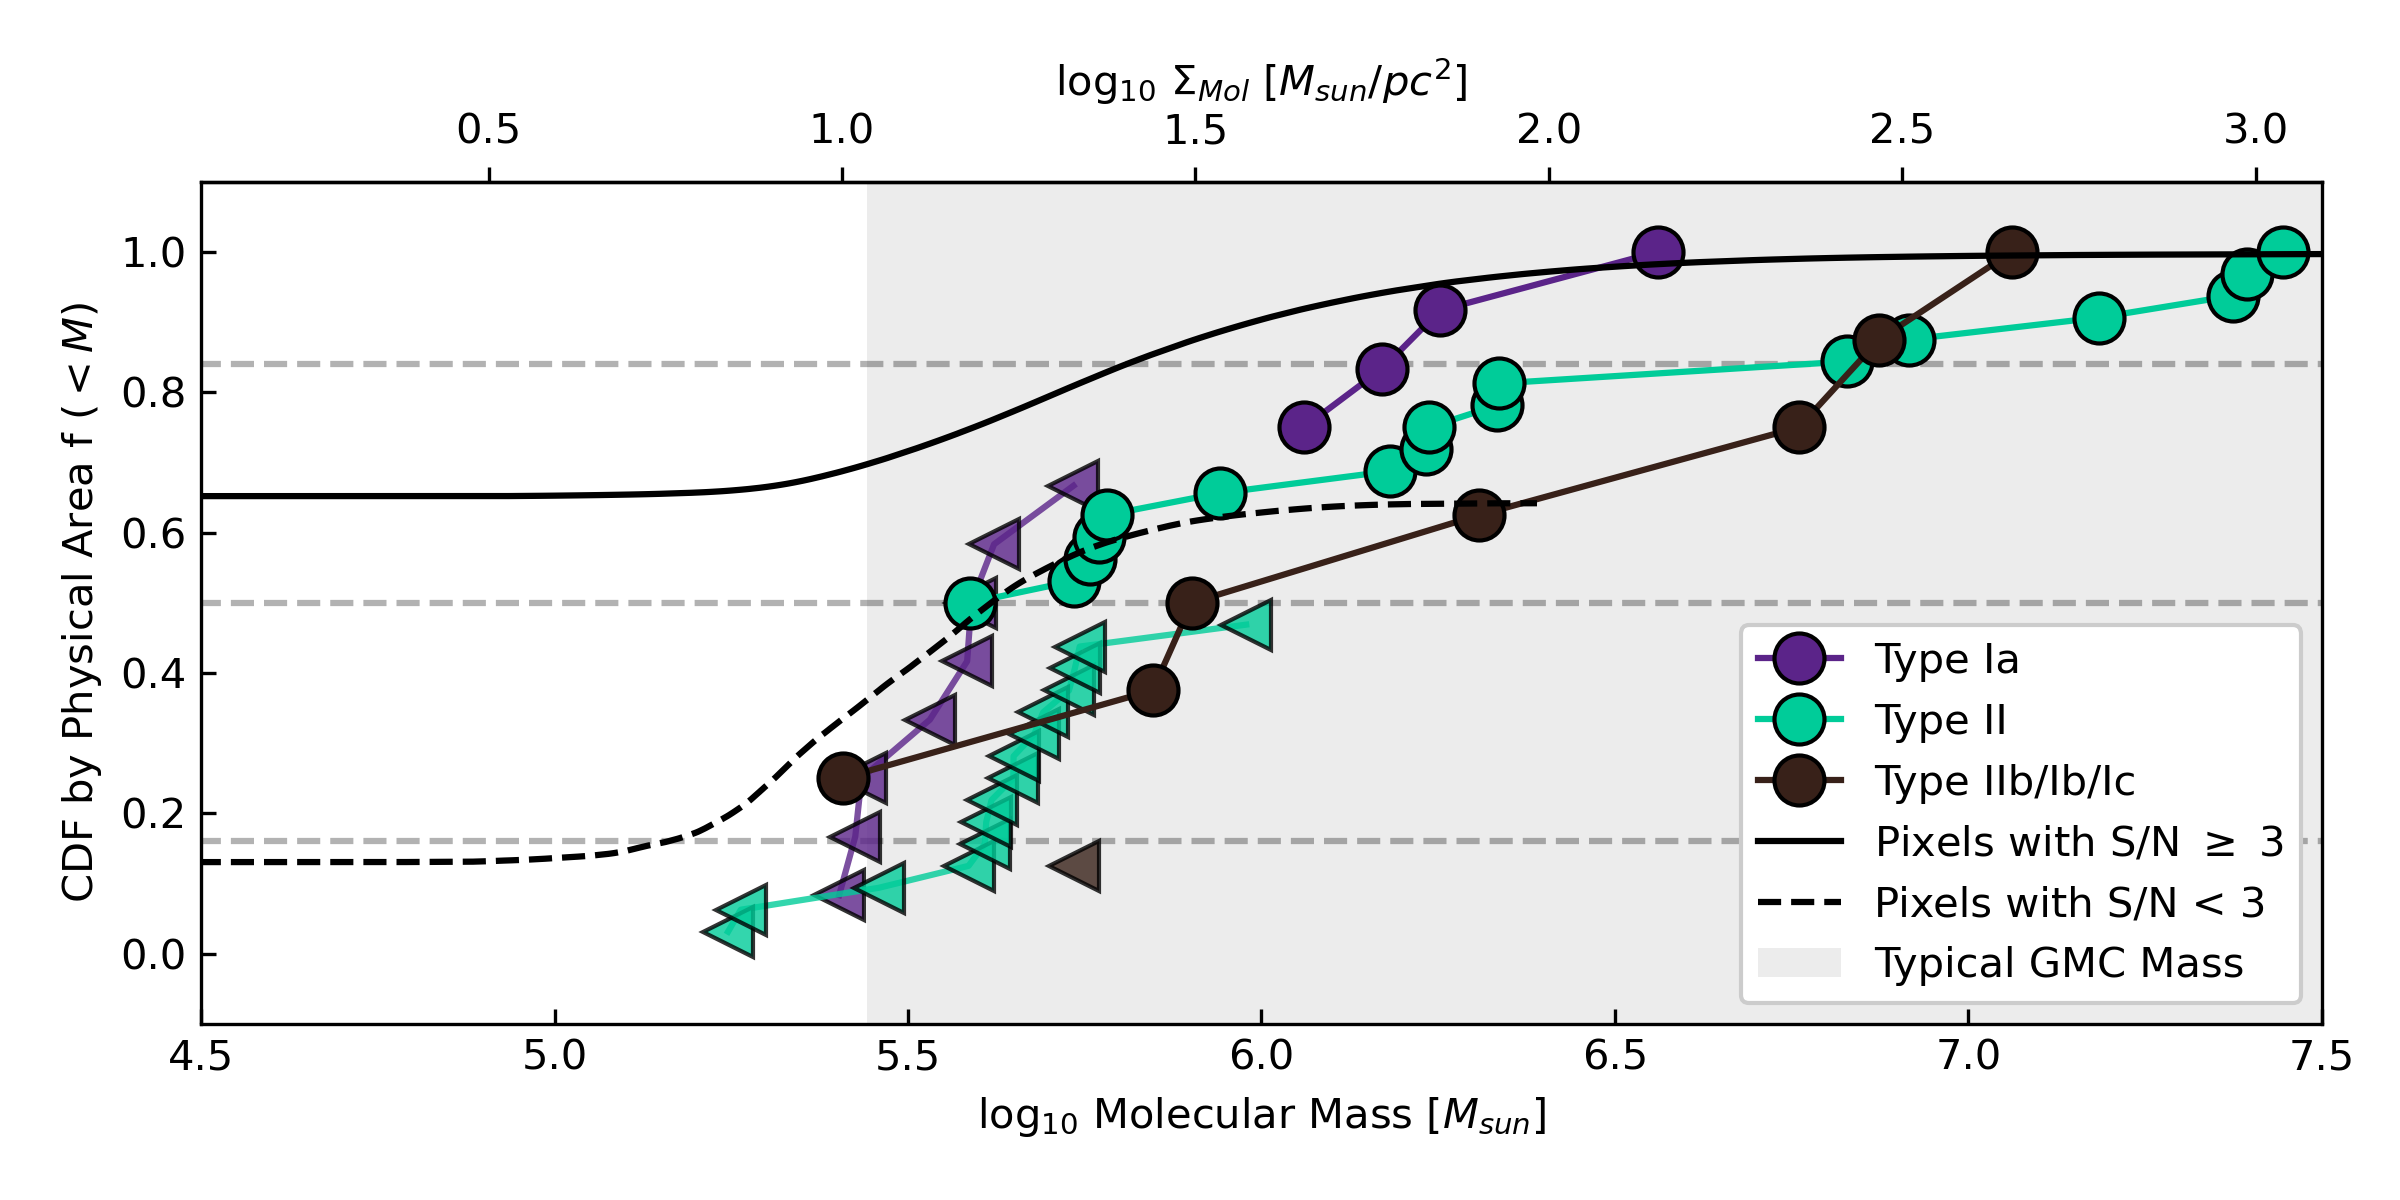 log₁₀ Σ_Mol [M_sun/pc²]
0.5 1.0 1.5 2.0 2.5 3.0
CDF by Physical Area f (< M)
1.0
0.8
0.6
0.4
0.2
0.0
Type Ia
Type II
Type IIb/Ib/Ic
Pixels with S/N ≥ 3
Pixels with S/N < 3
Typical GMC Mass
4.5 5.0 5.5 6.0 6.5 7.0 7.5
log₁₀ Molecular Mass [M_sun]